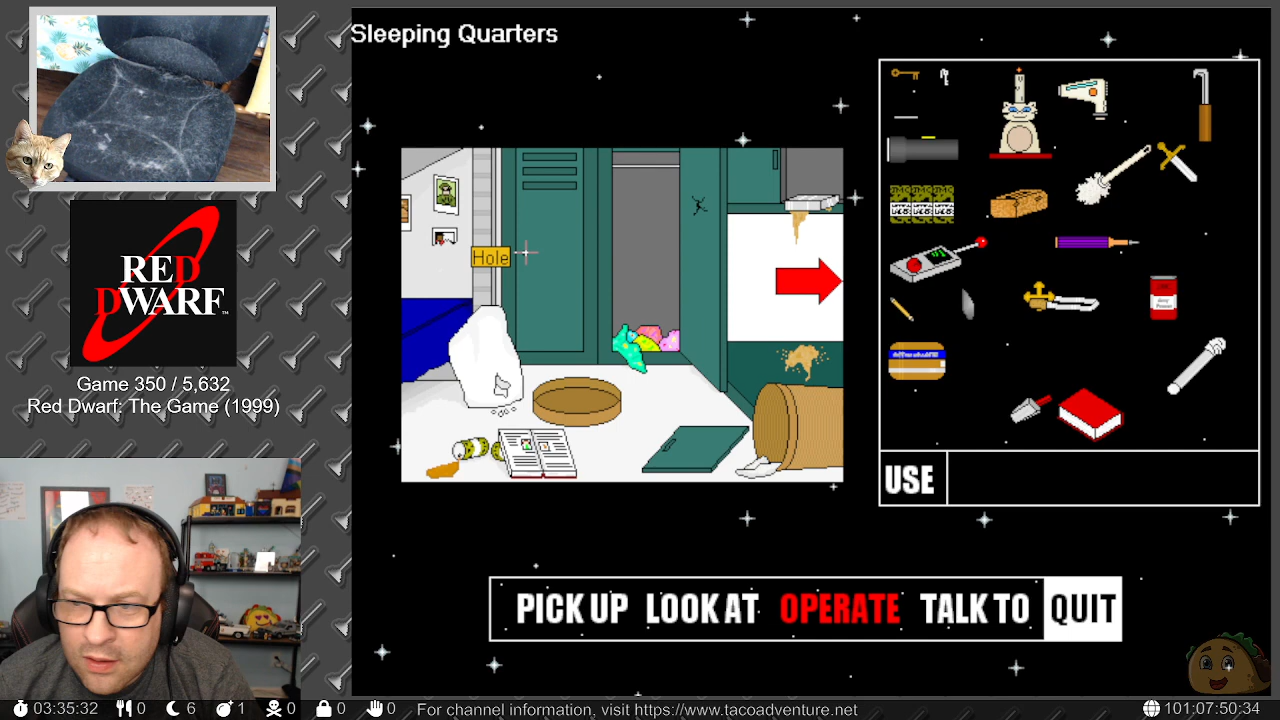 Sleeping Quarters
RED
DWARF™
Game 350 / 5,632
Red Dwarf: The Game (1999)
Hole
USE
PICK UP LOOK AT OPERATE TALK TO QUIT
03:35:32 0 6 1 0 0 0 For channel information, visit https://www.tacoadventure.net 101:07:50:34